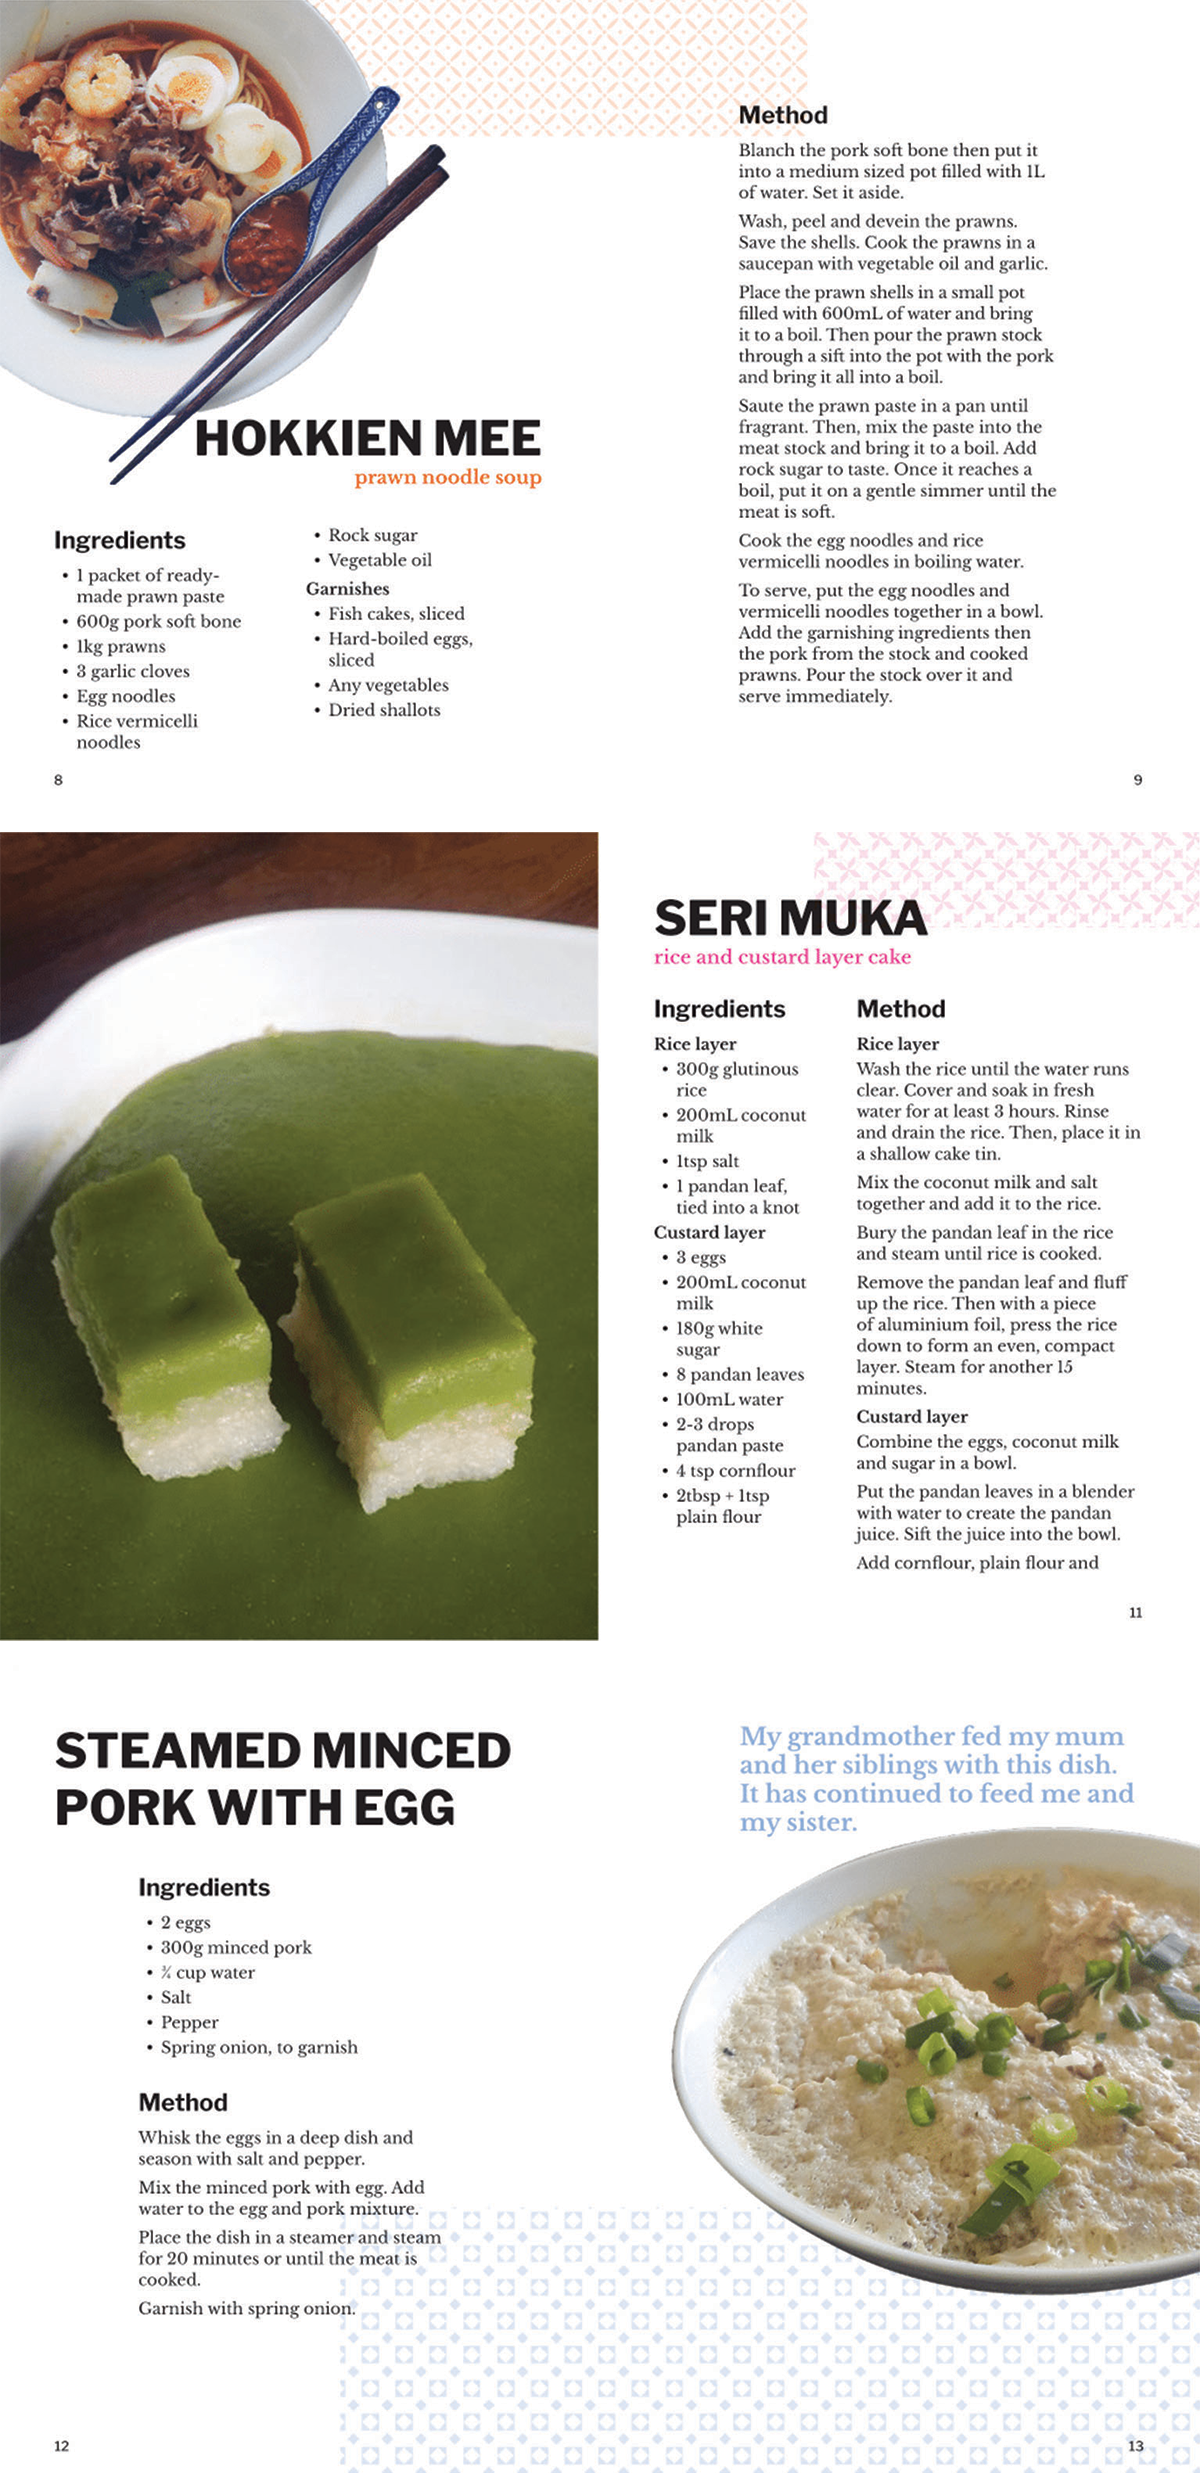 HOKKIEN MEE
prawn noodle soup
Ingredients
• 1 packet of ready-
made prawn paste
• 600g pork soft bone
• 1kg prawns
• 3 garlic cloves
• Egg noodles
• Rice vermicelli
noodles
• Rock sugar
• Vegetable oil
Garnishes
• Fish cakes, sliced
• Hard-boiled eggs,
sliced
• Any vegetables
• Dried shallots
8
Method
Blanch the pork soft bone then put it
into a medium sized pot filled with 1L
of water. Set it aside.
Wash, peel and devein the prawns.
Save the shells. Cook the prawns in a
saucepan with vegetable oil and garlic.
Place the prawn shells in a small pot
filled with 600mL of water and bring
it to a boil. Then pour the prawn stock
through a sift into the pot with the pork
and bring it all into a boil.
Saute the prawn paste in a pan until
fragrant. Then, mix the paste into the
meat stock and bring it to a boil. Add
rock sugar to taste. Once it reaches a
boil, put it on a gentle simmer until the
meat is soft.
Cook the egg noodles and rice
vermicelli noodles in boiling water.
To serve, put the egg noodles and
vermicelli noodles together in a bowl.
Add the garnishing ingredients then
the pork from the stock and cooked
prawns. Pour the stock over it and
serve immediately.
9
SERI MUKA
rice and custard layer cake
Ingredients
Rice layer
• 300g glutinous
rice
• 200mL coconut
milk
• 1tsp salt
• 1 pandan leaf,
tied into a knot
Custard layer
• 3 eggs
• 200mL coconut
milk
• 180g white
sugar
• 8 pandan leaves
• 100mL water
• 2-3 drops
pandan paste
• 4 tsp cornflour
• 2tbsp + 1tsp
plain flour
Method
Rice layer
Wash the rice until the water runs
clear. Cover and soak in fresh
water for at least 3 hours. Rinse
and drain the rice. Then, place it in
a shallow cake tin.
Mix the coconut milk and salt
together and add it to the rice.
Bury the pandan leaf in the rice
and steam until rice is cooked.
Remove the pandan leaf and fluff
up the rice. Then with a piece
of aluminium foil, press the rice
down to form an even, compact
layer. Steam for another 15
minutes.
Custard layer
Combine the eggs, coconut milk
and sugar in a bowl.
Put the pandan leaves in a blender
with water to create the pandan
juice. Sift the juice into the bowl.
Add cornflour, plain flour and
11
STEAMED MINCED
PORK WITH EGG
Ingredients
• 2 eggs
• 300g minced pork
• ¾ cup water
• Salt
• Pepper
• Spring onion, to garnish
Method
Whisk the eggs in a deep dish and
season with salt and pepper.
Mix the minced pork with egg. Add
water to the egg and pork mixture.
Place the dish in a steamer and steam
for 20 minutes or until the meat is
cooked.
Garnish with spring onion.
12
My grandmother fed my mum
and her siblings with this dish.
It has continued to feed me and
my sister.
13